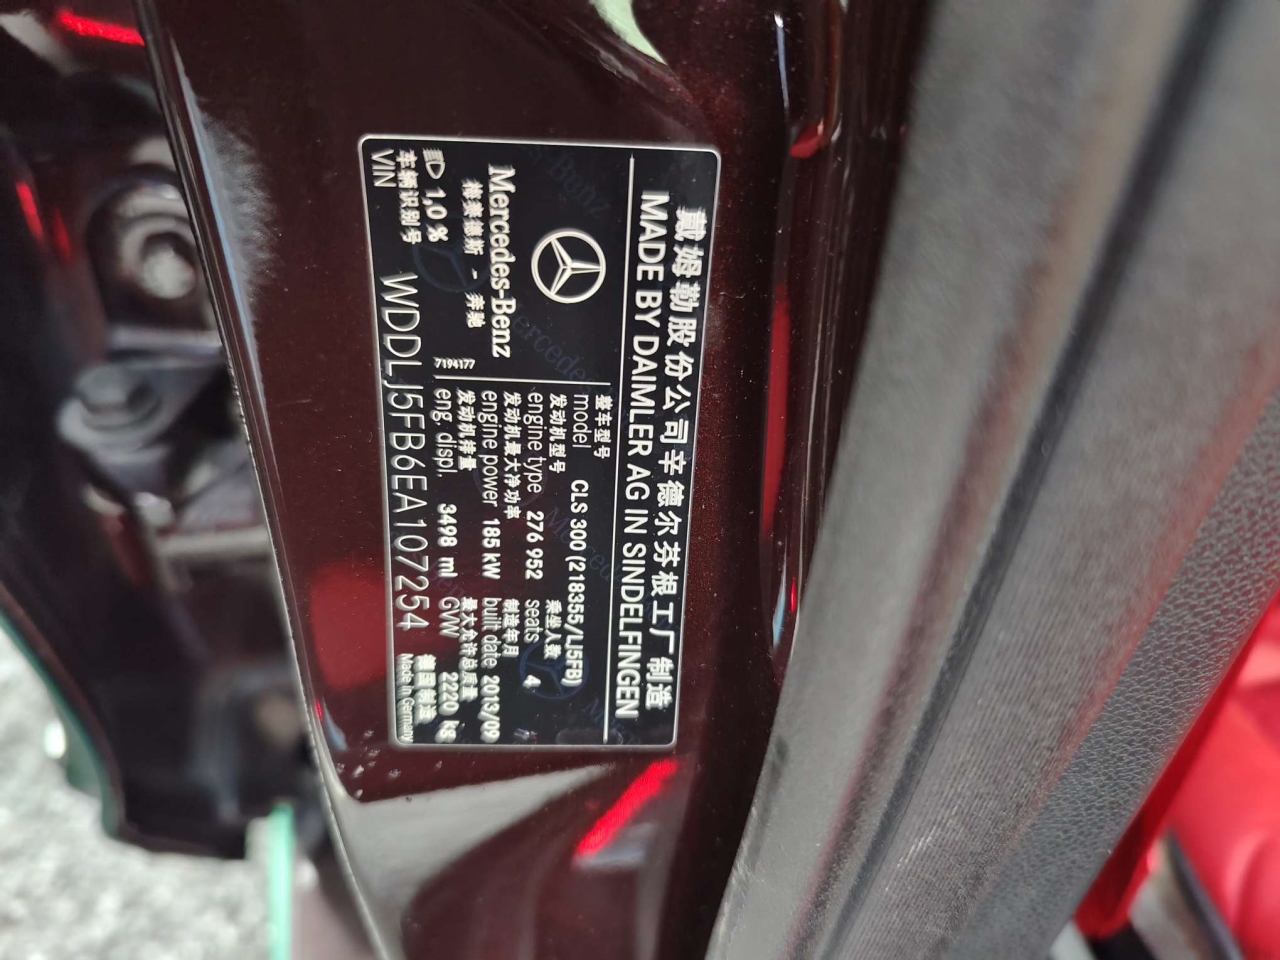 戴姆勒股份公司辛德尔芬根工厂制造
MADE BY DAIMLER AG IN SINDELFINGEN
Mercedes-Benz
梅赛德斯-奔驰
7194177
整车型号
model CLS 300 (218355/LJ5FB)
发动机型号 乘坐人数
engine type 276 952 seats 4
发动机最大净功率 制造年月
engine power 185 kW built date 2013/09
发动机排量 最大允许总质量
eng. displ. 3498 ml GVW 2220 kg
1,0 %
车辆识别号 德国制造
VIN WDDLJ5FB6EA107254 Made in Germany